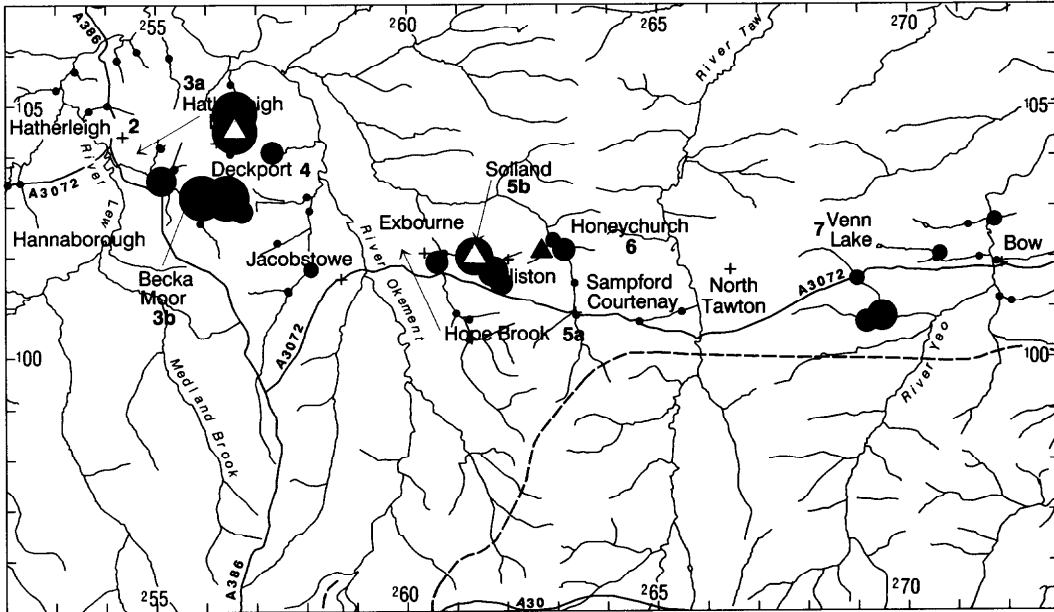 255
260
265
270
A386
River Taw
3a
105
Hatherleigh
105
Hatherleigh
2
Solland
5b
Deckport 4
A3072
River Lew
Exbourne
Honeychurch
6
7 Venn
Lake
Hannaborough
River Okement
Bow
Jacobstowe
Becka
Moor
3b
Sampford
Courtenay
North
Tawton
A3072
Hope Brook 5a
A3072
100
100
River Yeo
Medland Brook
255
A386
260
A30
265
270